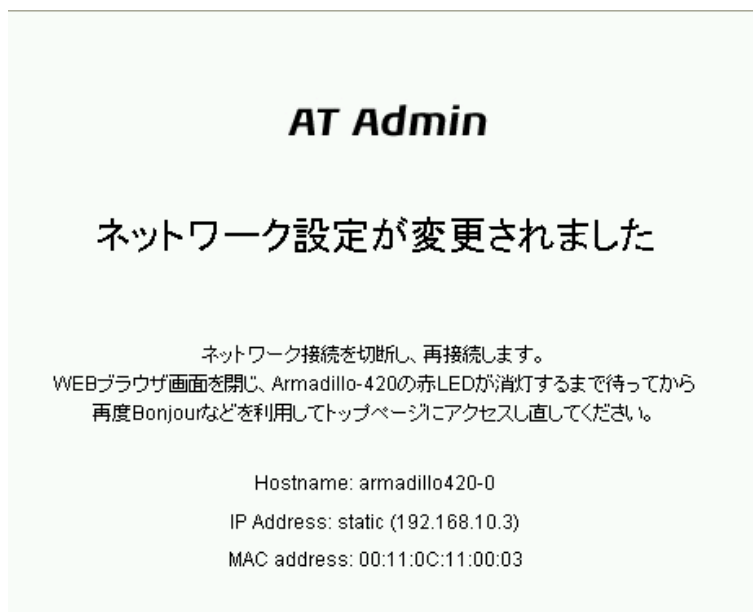 AT Admin
ネットワーク設定が変更されました
ネットワーク接続を切断し、再接続します。
WEBブラウザ画面を閉じ、Armadillo-420の赤LEDが消灯するまで待ってから
再度Bonjourなどを利用してトップページにアクセスし直してください。
Hostname: armadillo420-0
IP Address: static (192.168.10.3)
MAC address: 00:11:0C:11:00:03